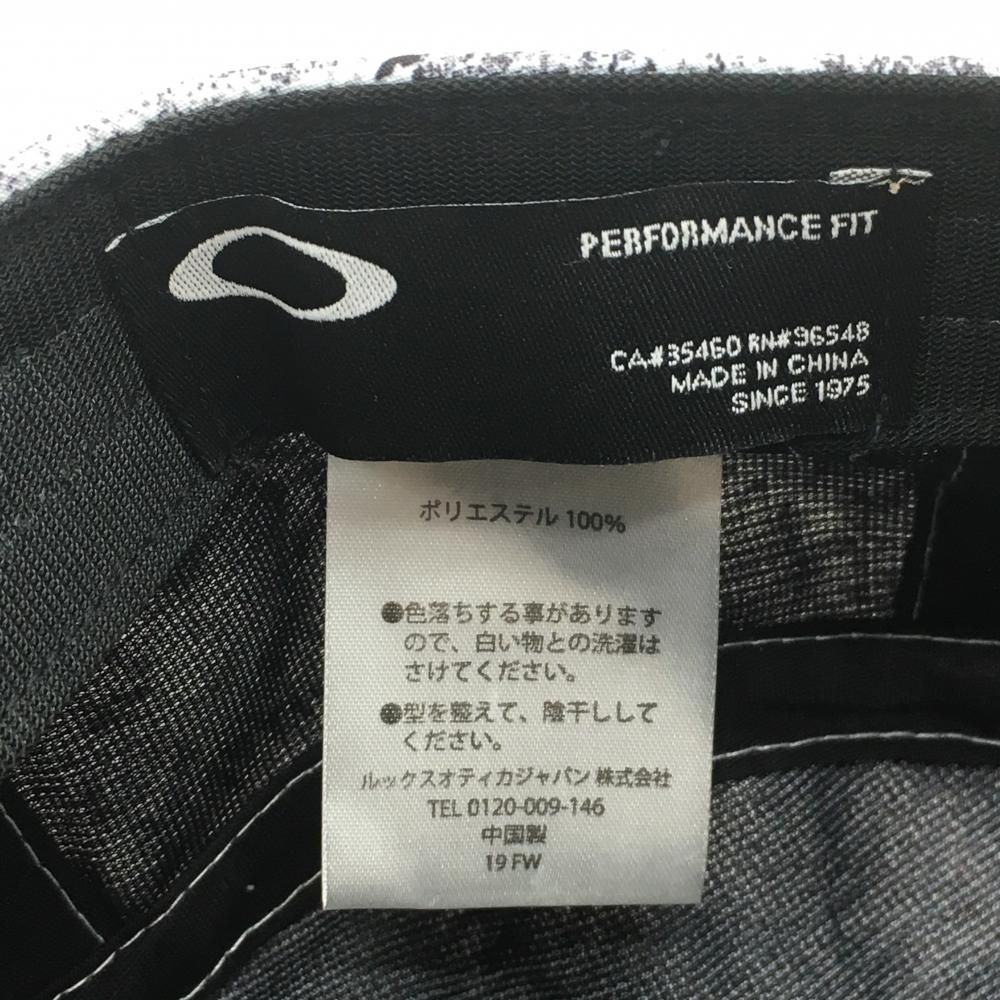 PERFORMANCE FIT
CA#35460 RN#96548
MADE IN CHINA
SINCE 1975
ポリエステル 100%
●色落ちする事があります
ので、白い物との洗濯は
さけてください。
●型を整えて、陰干しして
ください。
ルックスオティカジャパン 株式会社
TEL 0120-009-146
中国製
19 FW